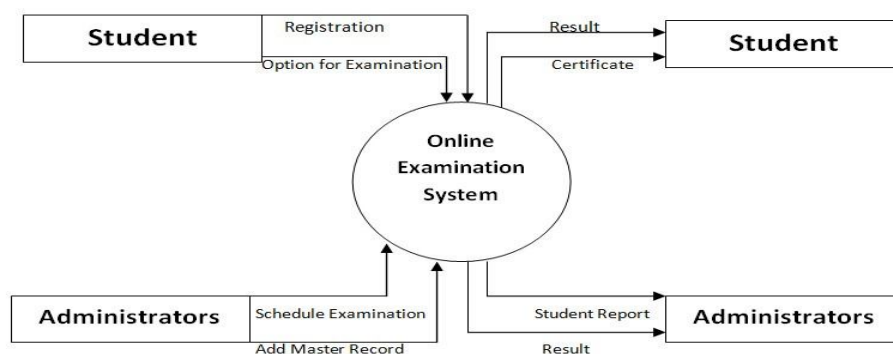 Student
Registration
Option for Examination
Result
Certificate
Student
Online
Examination
System
Administrators
Schedule Examination
Add Master Record
Student Report
Result
Administrators